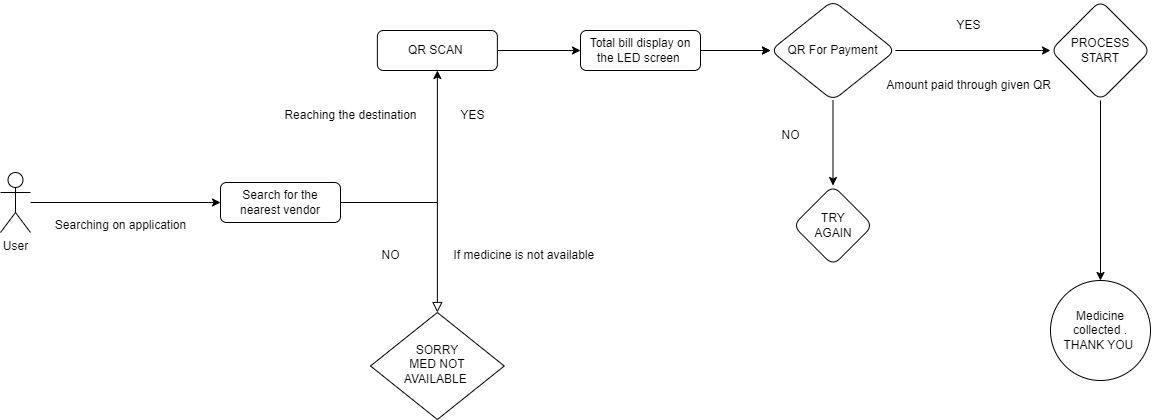 QR SCAN
Total bill display on
the LED screen
QR For Payment
YES
PROCESS
START
Amount paid through given QR
Reaching the destination
YES
NO
Search for the
nearest vendor
Searching on application
User
TRY
AGAIN
NO
If medicine is not available
SORRY
MED NOT
AVAILABLE
Medicine
collected .
THANK YOU